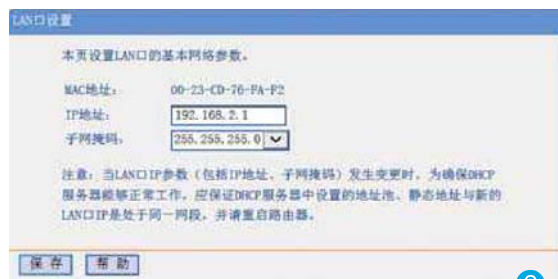 LAN口设置
本页设置LAN口的基本网络参数。
MAC地址： 00-23-CD-76-FA-F2
IP地址： 192.168.2.1
子网掩码： 255.255.255.0
注意：当LAN口IP参数（包括IP地址、子网掩码）发生变更时，为确保DHCP
服务器能够正常工作，应保证DHCP服务器中设置的地址池、静态地址与新的
LAN口IP是处于同一网段，并请重启路由器。
保存 帮助